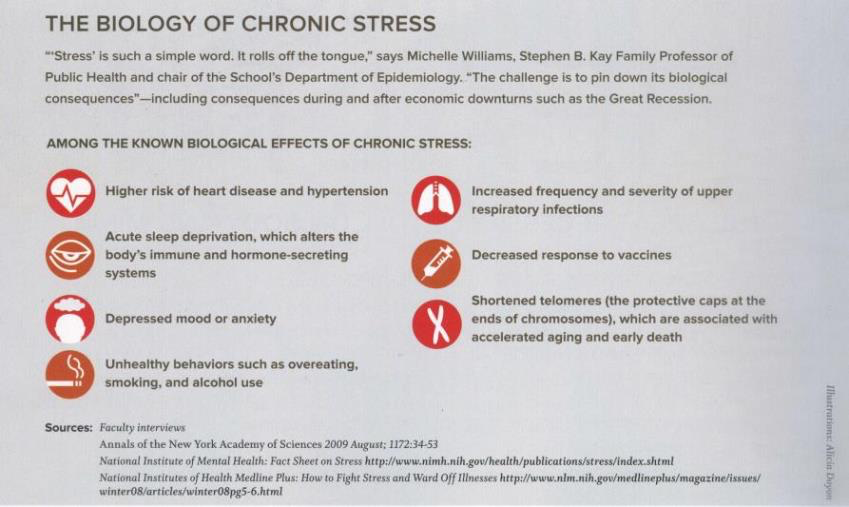 THE BIOLOGY OF CHRONIC STRESS
“‘Stress’ is such a simple word. It rolls off the tongue,” says Michelle Williams, Stephen B. Kay Family Professor of
Public Health and chair of the School’s Department of Epidemiology. “The challenge is to pin down its biological
consequences”—including consequences during and after economic downturns such as the Great Recession.
AMONG THE KNOWN BIOLOGICAL EFFECTS OF CHRONIC STRESS:
Higher risk of heart disease and hypertension
Acute sleep deprivation, which alters the
body’s immune and hormone-secreting
systems
Depressed mood or anxiety
Unhealthy behaviors such as overeating,
smoking, and alcohol use
Increased frequency and severity of upper
respiratory infections
Decreased response to vaccines
Shortened telomeres (the protective caps at the
ends of chromosomes), which are associated with
accelerated aging and early death
Sources: Faculty interviews
Annals of the New York Academy of Sciences 2009 August; 1172:34-53
National Institute of Mental Health: Fact Sheet on Stress http://www.nimh.nih.gov/health/publications/stress/index.shtml
National Institutes of Health Medline Plus: How to Fight Stress and Ward Off Illnesses http://www.nlm.nih.gov/medlineplus/magazine/issues/
winter08/articles/winter08pg5-6.html
Illustrations: Alicia Doyon